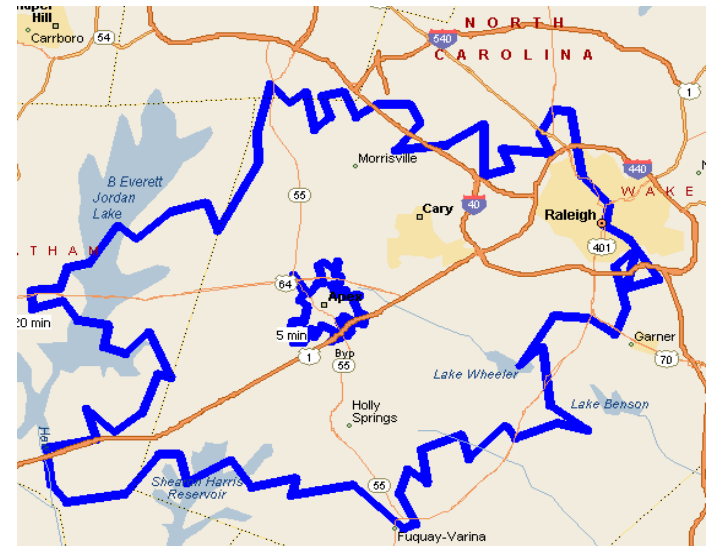 Hill
Carrboro
54
NORTH
CAROLINA
540
1
Morrisville
440
B Everett
Jordan
Lake
55
40
Cary
WAKE
Raleigh
401
THAM
64
Apex
20 min
5 min
1
Byp
55
Garner
70
Lake Wheeler
Lake Benson
Holly
Springs
Shearon Harris
Reservoir
55
Fuquay-Varina